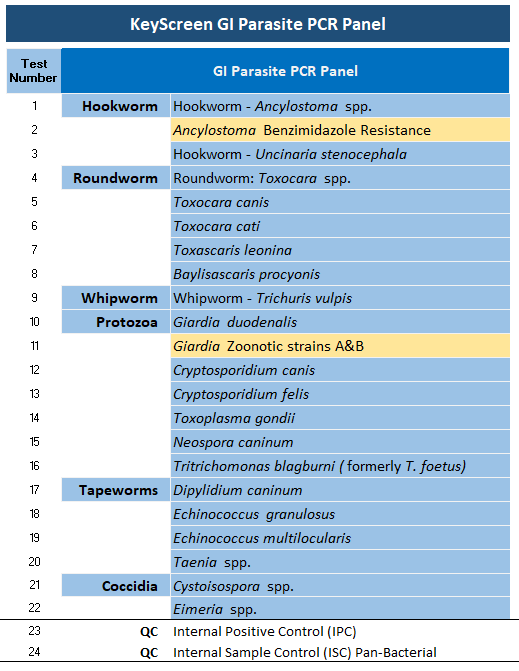 KeyScreen GI Parasite PCR Panel
Test Number GI Parasite PCR Panel
1 Hookworm Hookworm - Ancylostoma spp.
2 Ancylostoma Benzimidazole Resistance
3 Hookworm - Uncinaria stenocephala
4 Roundworm Roundworm: Toxocara spp.
5 Toxocara canis
6 Toxocara cati
7 Toxascaris leonina
8 Baylisascaris procyonis
9 Whipworm Whipworm - Trichuris vulpis
10 Protozoa Giardia duodenalis
11 Giardia Zoonotic strains A&B
12 Cryptosporidium canis
13 Cryptosporidium felis
14 Toxoplasma gondii
15 Neospora caninum
16 Tritrichomonas blagburni ( formerly T. foetus)
17 Tapeworms Dipylidium caninum
18 Echinococcus granulosus
19 Echinococcus multilocularis
20 Taenia spp.
21 Coccidia Cystoisospora spp.
22 Eimeria spp.
23 QC Internal Positive Control (IPC)
24 QC Internal Sample Control (ISC) Pan-Bacterial